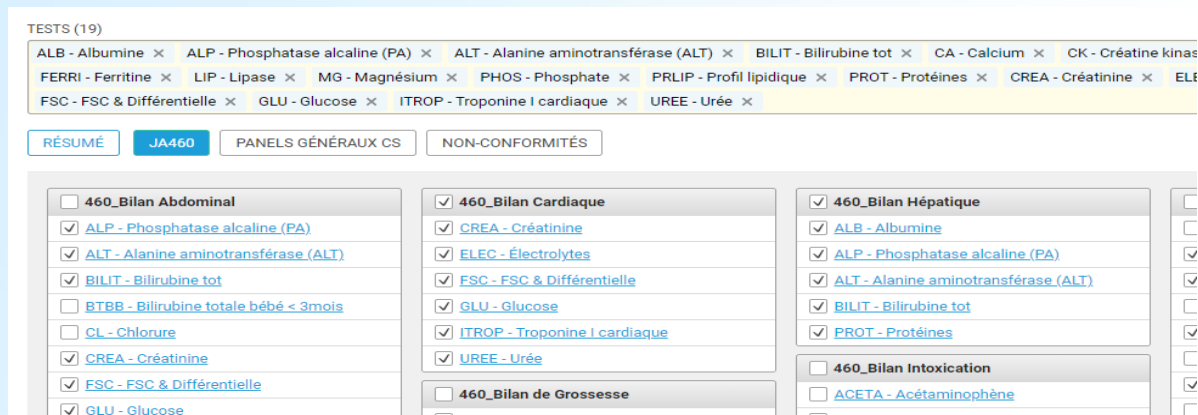 TESTS (19)
ALB - Albumine × ALP - Phosphatase alcaline (PA) × ALT - Alanine aminotransférase (ALT) × BILIT - Bilirubine tot × CA - Calcium × CK - Créatine kinas
FERRI - Ferritine × LIP - Lipase × MG - Magnésium × PHOS - Phosphate × PRLIP - Profil lipidique × PROT - Protéines × CREA - Créatinine ×
FSC - FSC & Différentielle × GLU - Glucose × ITROP - Troponine I cardiaque × UREE - Urée ×
RÉSUMÉ JA460 PANELS GÉNÉRAUX CS NON-CONFORMITÉS
460_Bilan Abdominal
ALP - Phosphatase alcaline (PA)
ALT - Alanine aminotransférase (ALT)
BILIT - Bilirubine tot
BTBB - Bilirubine totale bébé < 3mois
CL - Chlorure
CREA - Créatinine
FSC - FSC & Différentielle
GLU - Glucose
460_Bilan Cardiaque
CREA - Créatinine
ELEC - Électrolytes
FSC - FSC & Différentielle
GLU - Glucose
ITROP - Troponine I cardiaque
UREE - Urée
460_Bilan de Grossesse
460_Bilan Hépatique
ALB - Albumine
ALP - Phosphatase alcaline (PA)
ALT - Alanine aminotransférase (ALT)
BILIT - Bilirubine tot
PROT - Protéines
460_Bilan Intoxication
ACETA - Acétaminophène